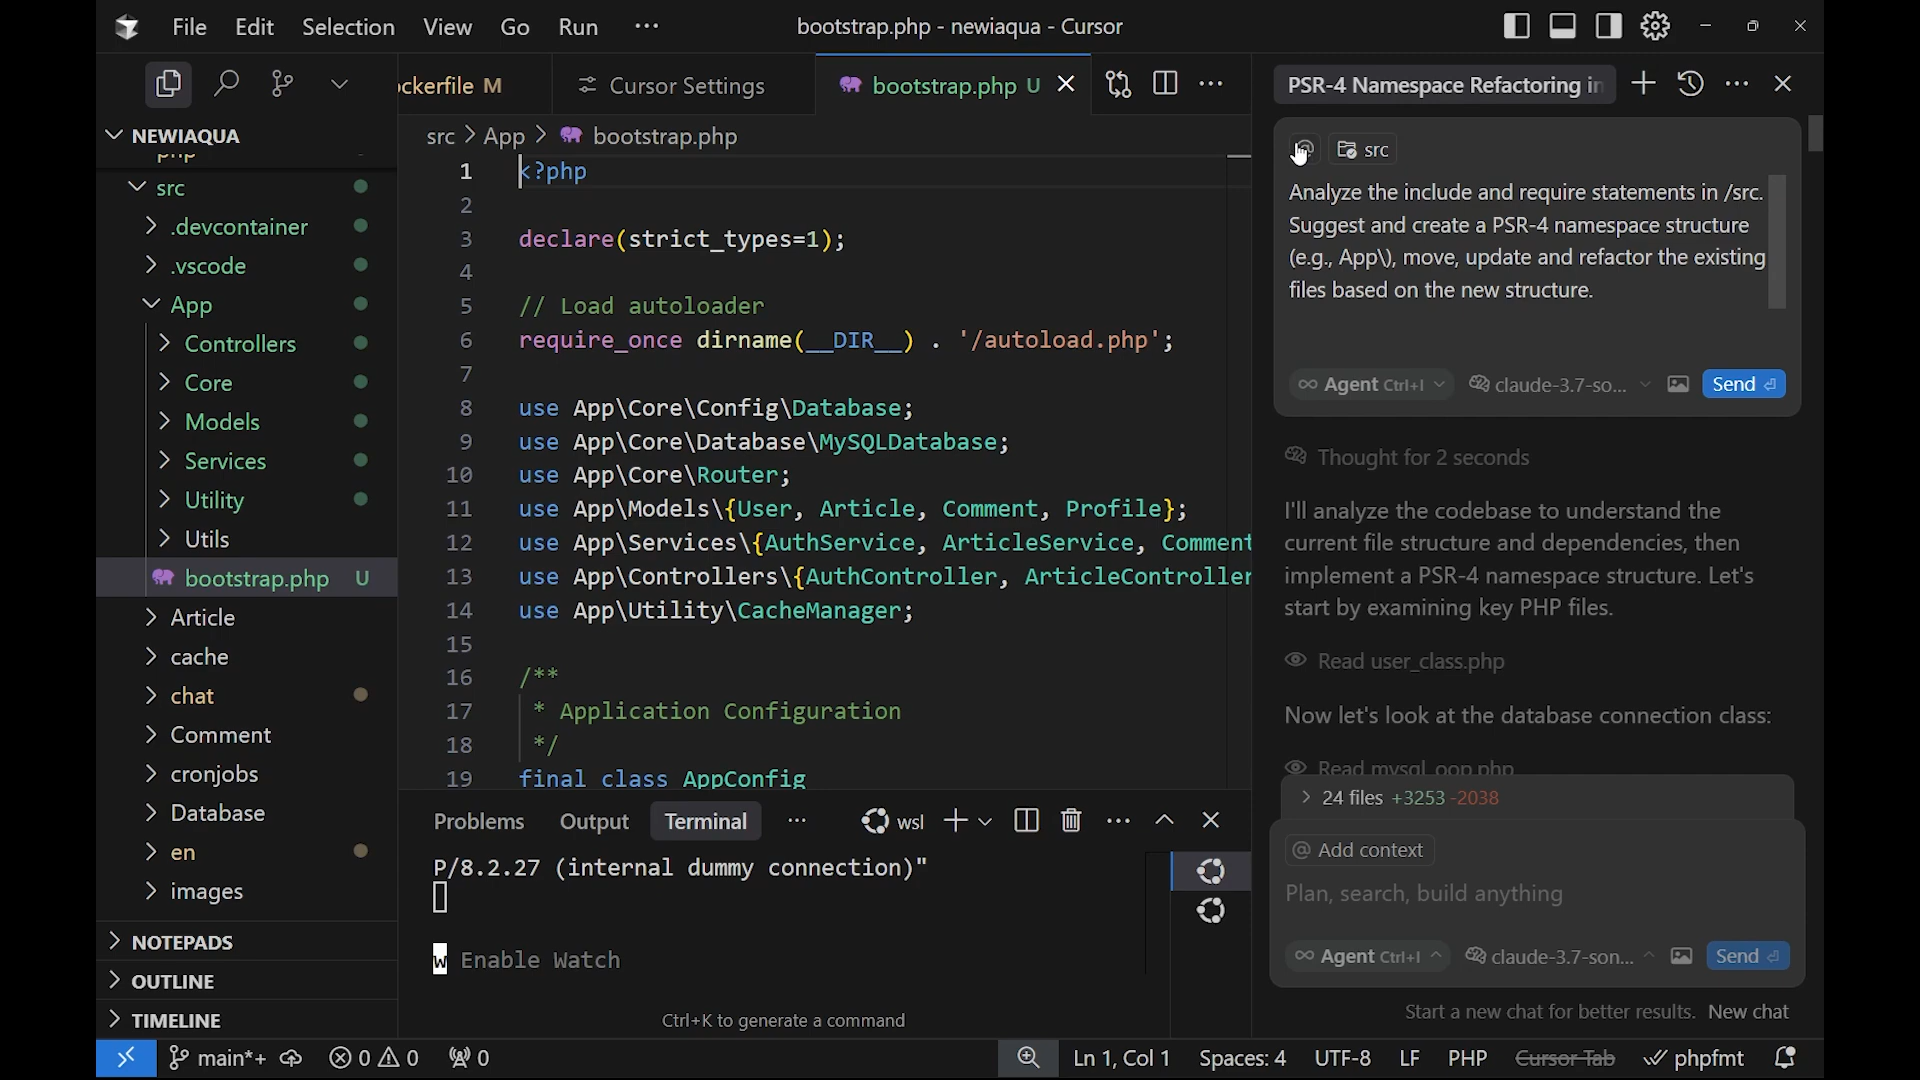 File Edit Selection View Go Run ···
bootstrap.php - newiaqua - Cursor
ockerfile M
Cursor Settings
bootstrap.php U
PSR-4 Namespace Refactoring in
NEWIAQUA
php
src
.devcontainer
.vscode
App
Controllers
Core
Models
Services
Utility
Utils
bootstrap.php U
Article
cache
chat
Comment
cronjobs
Database
en
images
NOTEPADS
OUTLINE
TIMELINE
src > App > bootstrap.php
1 <?php
2
3 declare(strict_types=1);
4
5 // Load autoloader
6 require_once dirname(__DIR__) . '/autoload.php';
7
8 use App\Core\Config\Database;
9 use App\Core\Database\MySQLDatabase;
10 use App\Core\Router;
11 use App\Models\{User, Article, Comment, Profile};
12 use App\Services\{AuthService, ArticleService, Comment
13 use App\Controllers\{AuthController, ArticleController
14 use App\Utility\CacheManager;
15
16 /**
17 * Application Configuration
18 */
19 final class AppConfig
Problems Output Terminal ··· wsl
P/8.2.27 (internal dummy connection)"
w Enable Watch
Ctrl+K to generate a command
@ src
Analyze the include and require statements in /src.
Suggest and create a PSR-4 namespace structure
(e.g., App\), move, update and refactor the existing
files based on the new structure.
∞ Agent Ctrl+I claude-3.7-so... Send ⏎
Thought for 2 seconds
I'll analyze the codebase to understand the
current file structure and dependencies, then
implement a PSR-4 namespace structure. Let's
start by examining key PHP files.
Read user_class.php
Now let's look at the database connection class:
Read mysql_oop.php
24 files +3253 -2038
@ Add context
Plan, search, build anything
∞ Agent Ctrl+I claude-3.7-son... Send ⏎
Start a new chat for better results. New chat
main*+ 0 0 0
Ln 1, Col 1 Spaces: 4 UTF-8 LF PHP Cursor Tab phpfmt